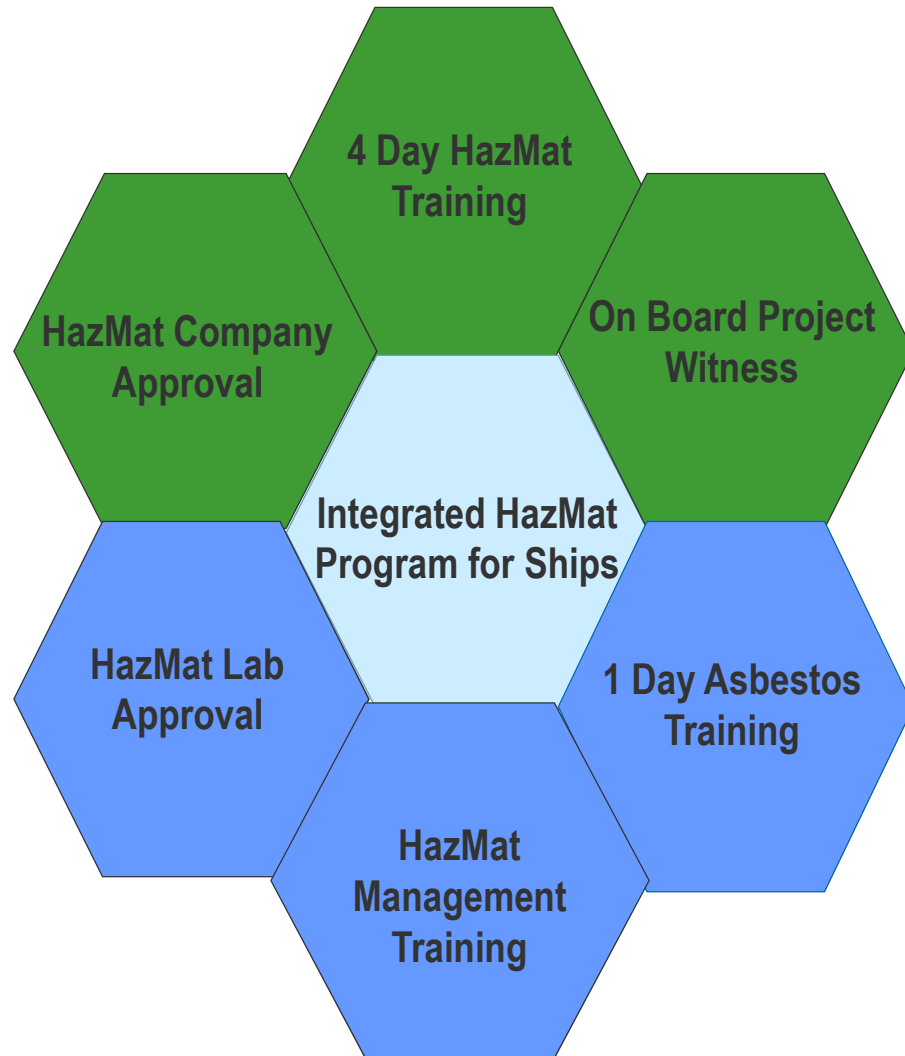 4 Day HazMat
Training
HazMat Company
Approval
On Board Project
Witness
Integrated HazMat
Program for Ships
HazMat Lab
Approval
1 Day Asbestos
Training
HazMat
Management
Training